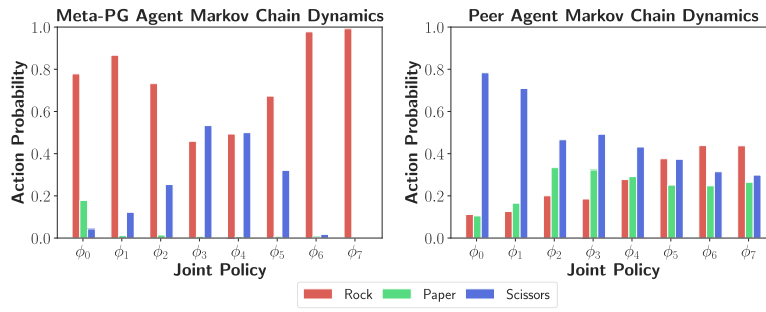 Meta-PG Agent Markov Chain Dynamics
Action Probability
1.0
0.8
0.6
0.4
0.2
0.0
ϕ0 ϕ1 ϕ2 ϕ3 ϕ4 ϕ5 ϕ6 ϕ7
Joint Policy
Peer Agent Markov Chain Dynamics
Action Probability
1.0
0.8
0.6
0.4
0.2
0.0
ϕ0 ϕ1 ϕ2 ϕ3 ϕ4 ϕ5 ϕ6 ϕ7
Joint Policy
Rock Paper Scissors